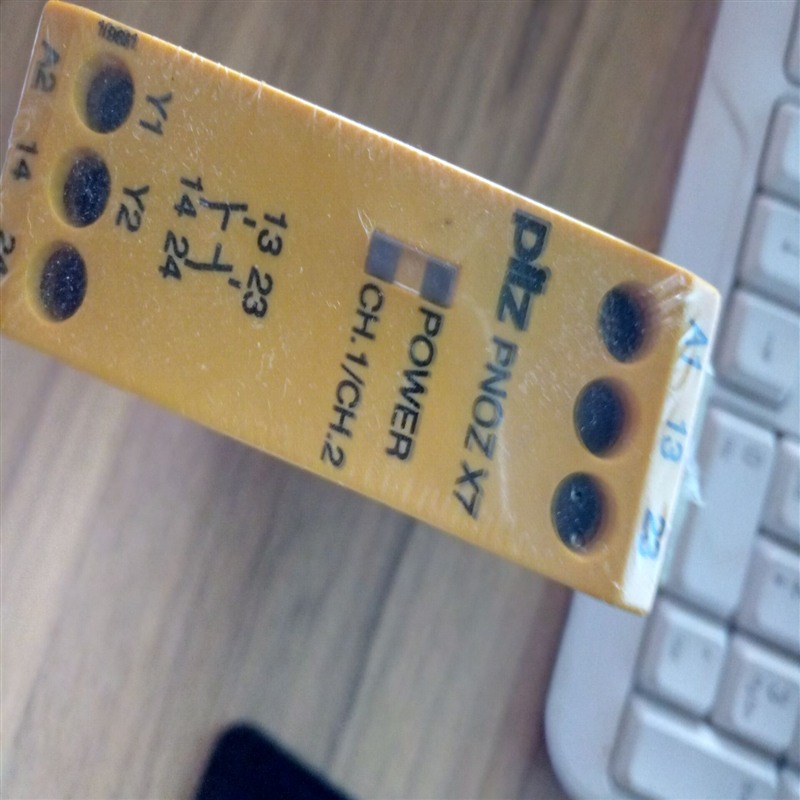 A1 13 23
pilz PNOZ X7
POWER
CH.1/CH.2
13 23
14 24
Y1 Y2
A2 14 24